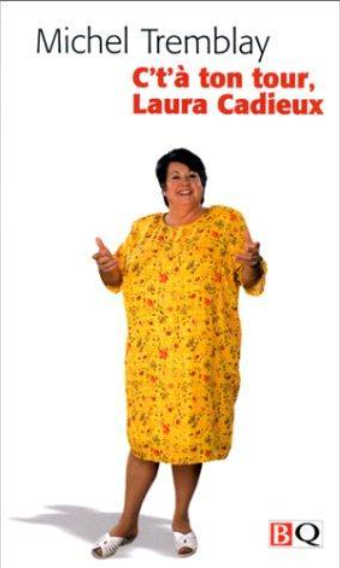 Michel Tremblay
C't'à ton tour,
Laura Cadieux
BQ